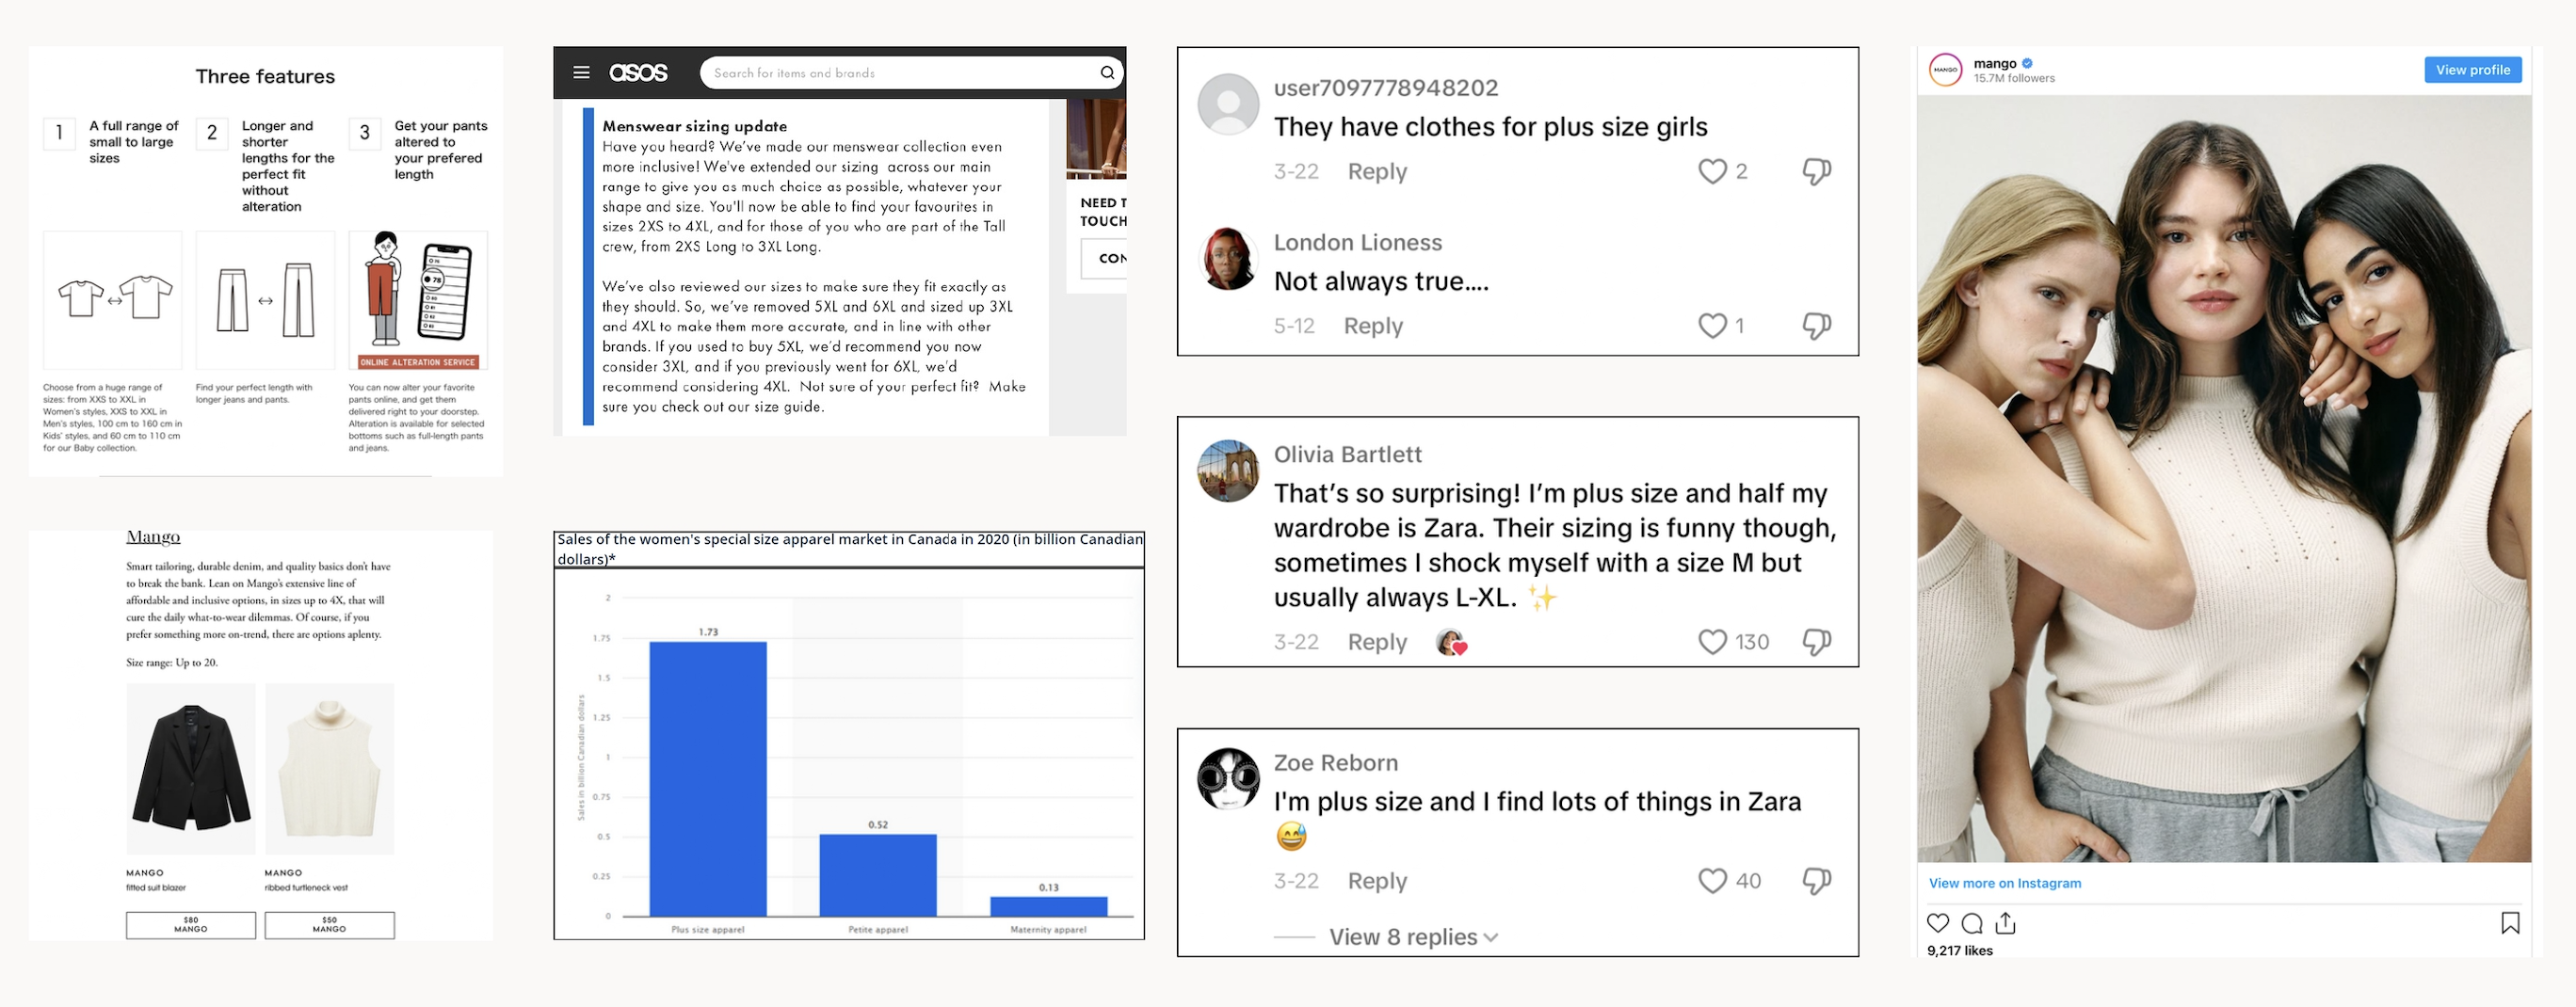 Three features
1
A full range of
small to large
sizes
2
Longer and
shorter
lengths for the
perfect fit
without
alteration
3
Get your pants
altered to
your prefered
length
ONLINE ALTERATION SERVICE
Choose from a huge range of
sizes: from XXS to XXL in
Women's styles, XXS to XXL in
Men's styles, 100 cm to 160 cm in
Kids' styles, and 60 cm to 110 cm
for our Baby collection.
Find your perfect length with
longer jeans and pants.
You can now alter your favorite
pants online, and get them
delivered right to your doorstep.
Alteration is available for selected
bottoms such as full-length pants
and jeans.
Mango
Smart tailoring, durable denim, and quality basics don't have
to break the bank. Lean on Mango's extensive line of
affordable and inclusive options, in sizes up to 4X, that will
cure the daily what-to-wear dilemmas. Of course, if you
prefer something more on-trend, there are options aplenty.
Size range: Up to 20.
MANGO
fitted suit blazer
$80
MANGO
MANGO
ribbed turtleneck vest
$50
MANGO
asos
Search for items and brands
Menswear sizing update
Have you heard? We've made our menswear collection even
more inclusive! We've extended our sizing across our main
range to give you as much choice as possible, whatever your
shape and size. You'll now be able to find your favourites in
sizes 2XS to 4XL, and for those of you who are part of the Tall
crew, from 2XS Long to 3XL Long.
We've also reviewed our sizes to make sure they fit exactly as
they should. So, we've removed 5XL and 6XL and sized up 3XL
and 4XL to make them more accurate, and in line with other
brands. If you used to buy 5XL, we'd recommend you now
consider 3XL, and if you previously went for 6XL, we'd
recommend considering 4XL. Not sure of your perfect fit? Make
sure you check out our size guide.
NEED T
TOUCH
CON
Sales of the women's special size apparel market in Canada in 2020 (in billion Canadian
dollars)*
Sales in billion Canadian dollars
2
1.75
1.5
1.25
1
0.75
0.5
0.25
0
1.73
0.52
0.13
Plus size apparel
Petite apparel
Maternity apparel
user7097778948202
They have clothes for plus size girls
3-22 Reply 2
London Lioness
Not always true....
5-12 Reply 1
Olivia Bartlett
That's so surprising! I'm plus size and half my
wardrobe is Zara. Their sizing is funny though,
sometimes I shock myself with a size M but
usually always L-XL. ✨
3-22 Reply 130
Zoe Reborn
I'm plus size and I find lots of things in Zara
😅
3-22 Reply 40
View 8 replies
MANGO
mango
15.7M followers
View profile
View more on Instagram
9,217 likes